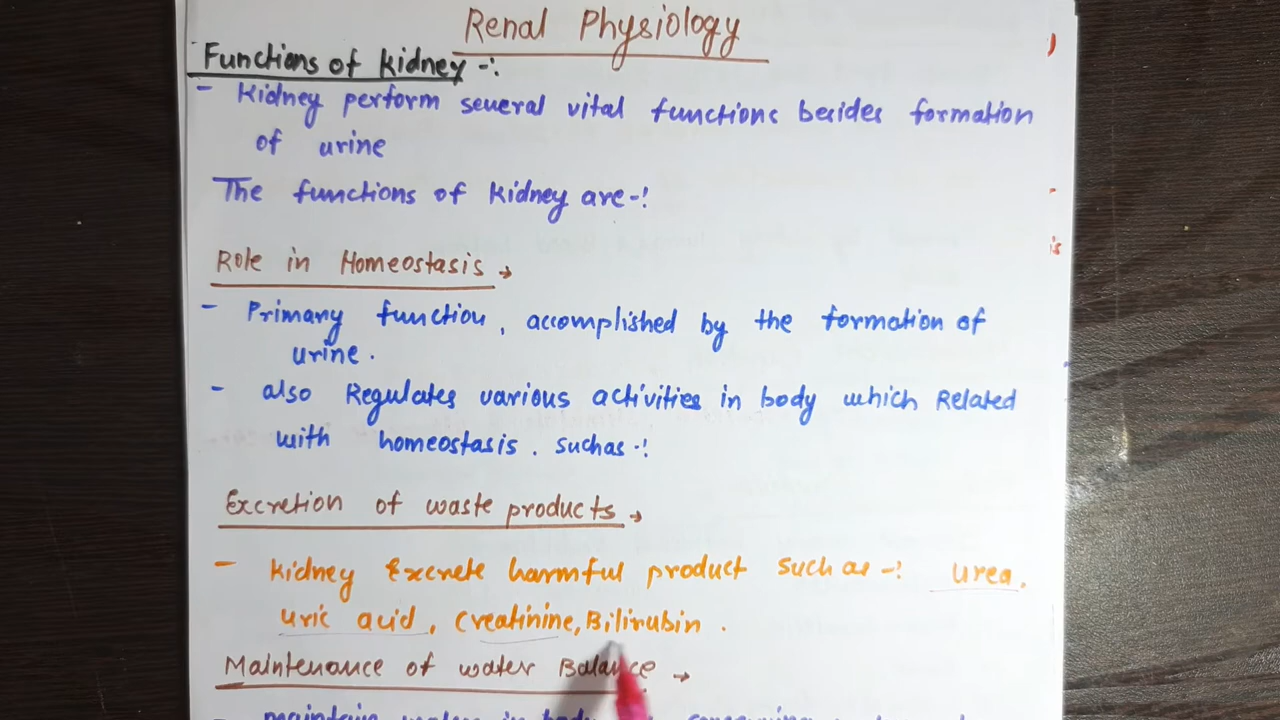 Renal Physiology
Functions of kidney -:
- Kidney perform several vital functions besides formation
of urine
The functions of kidney are -:
Role in Homeostasis →
- Primary function, accomplished by the formation of
urine.
- also Regulates various activities in body which Related
with homeostasis. suchas -:
Excretion of waste products →
- Kidney Excrete harmful product such as -: Urea.
Uric acid, Creatinine, Bilirubin.
Maintenance of water Balance →